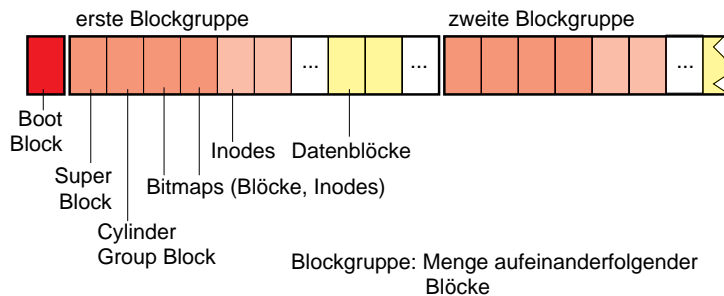 erste Blockgruppe
zweite Blockgruppe
...
...
...
Boot
Block
Inodes
Datenblöcke
Super
Block
Bitmaps (Blöcke, Inodes)
Cylinder
Group Block
Blockgruppe: Menge aufeinanderfolgender
Blöcke